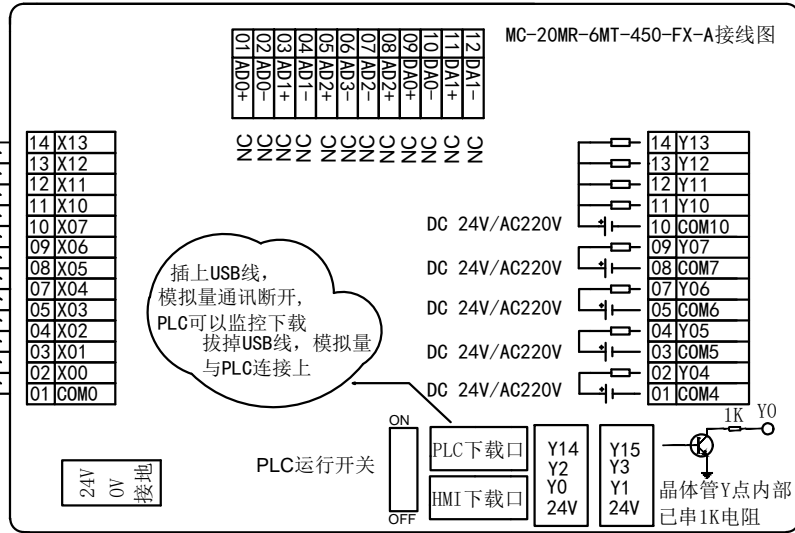 MC-20MR-6MT-450-FX-A接线图
01 AD0+
02 AD0-
03 AD1+
04 AD1-
05 AD2+
06 AD3-
07 AD2-
08 AD2+
09 DA0+
10 DA0-
11 DA1+
12 DA1-
NC NC NC NC NC NC NC NC NC NC NC NC
14 X13
13 X12
12 X11
11 X10
10 X07
09 X06
08 X05
07 X04
05 X03
04 X02
03 X01
02 X00
01 COM0
插上USB线，
模拟量通讯断开，
PLC可以监控下载
拔掉USB线，模拟量
与PLC连接上
DC 24V/AC220V
DC 24V/AC220V
DC 24V/AC220V
DC 24V/AC220V
DC 24V/AC220V
14 Y13
13 Y12
12 Y11
11 Y10
10 COM10
09 Y07
08 COM7
07 Y06
05 COM6
04 Y05
03 COM5
02 Y04
01 COM4
24V
0V
接地
PLC运行开关
ON
OFF
PLC下载口
HMI下载口
Y14
Y2
Y0
24V
Y15
Y3
Y1
24V
1K Y0
晶体管Y点内部
已串1K电阻